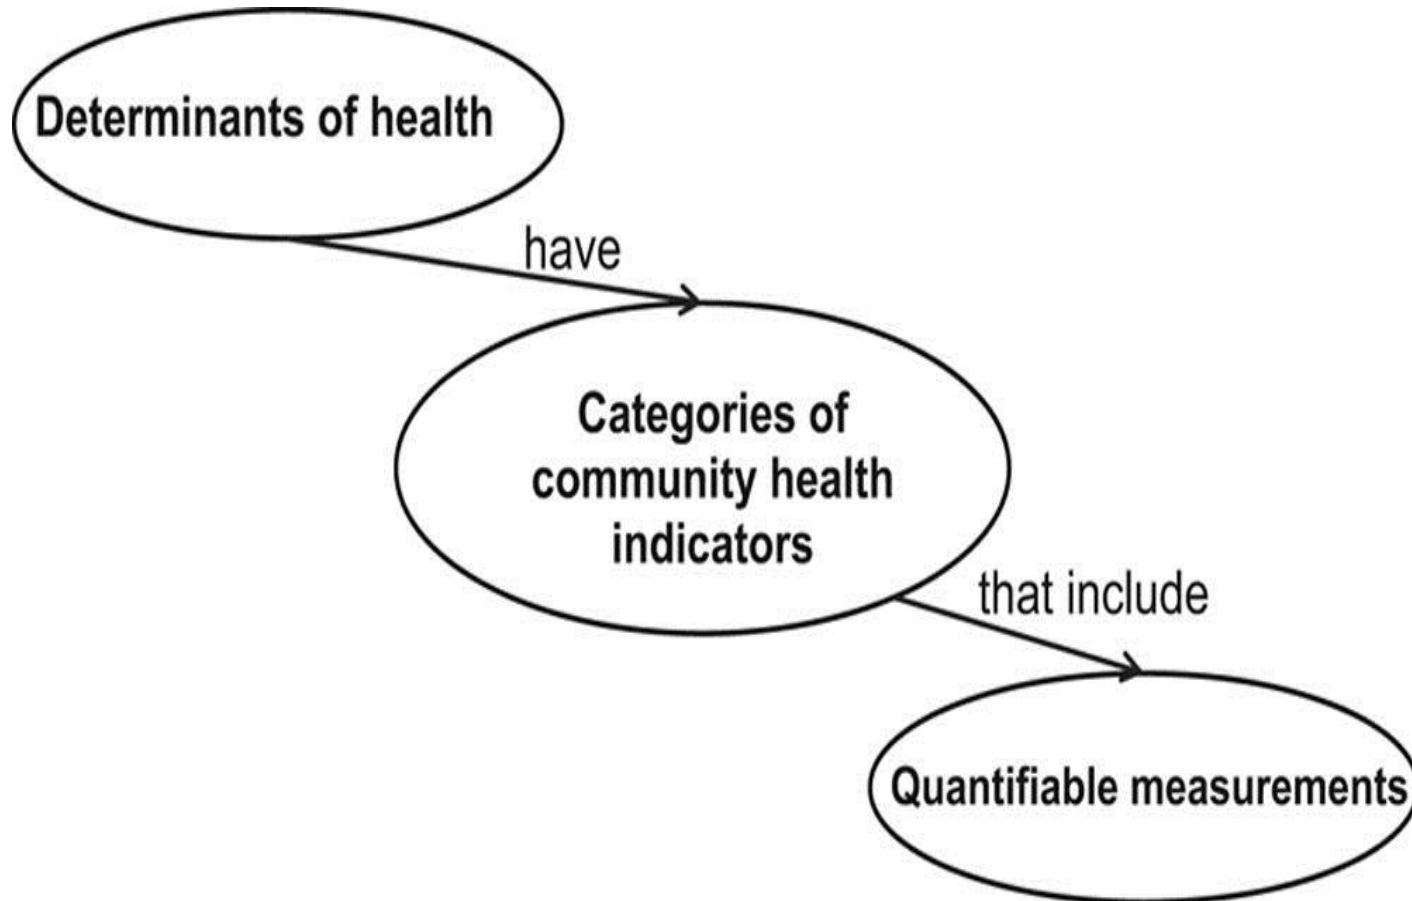 Determinants of health
have
Categories of
community health
indicators
that include
Quantifiable measurements